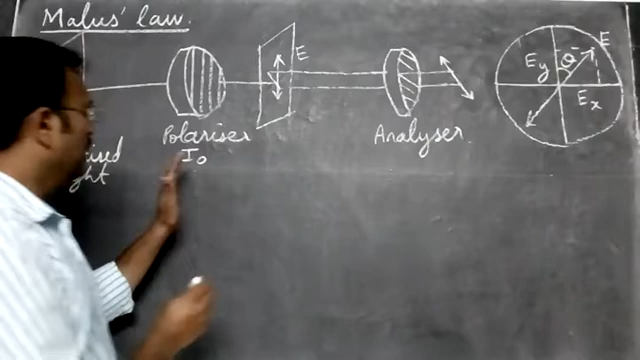 Malus' law.
E
Polariser
I₀
Analyser.
E
Ey
θ
Ex